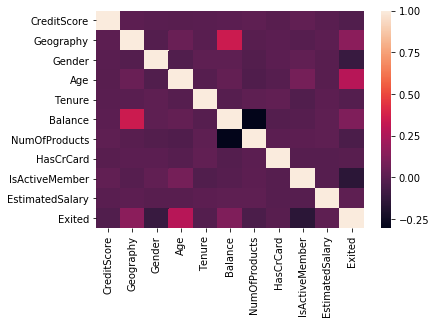 CreditScore
Geography
Gender
Age
Tenure
Balance
NumOfProducts
HasCrCard
IsActiveMember
EstimatedSalary
Exited
CreditScore
Geography
Gender
Age
Tenure
Balance
NumOfProducts
HasCrCard
IsActiveMember
EstimatedSalary
Exited
1.00
0.75
0.50
0.25
0.00
−0.25